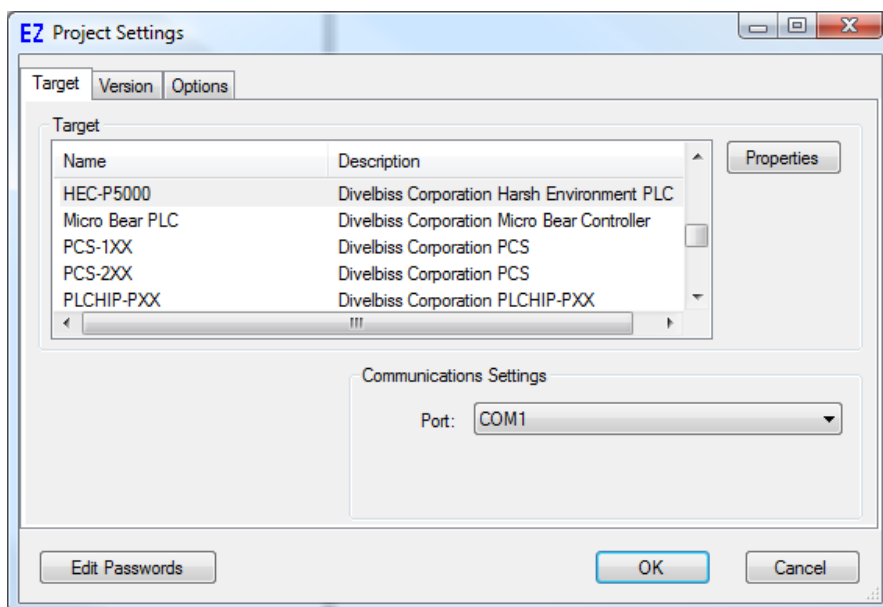 EZ Project Settings
Target Version Options
Target
Name Description
HEC-P5000 Divelbiss Corporation Harsh Environment PLC
Micro Bear PLC Divelbiss Corporation Micro Bear Controller
PCS-1XX Divelbiss Corporation PCS
PCS-2XX Divelbiss Corporation PCS
PLCHIP-PXX Divelbiss Corporation PLCHIP-PXX
Properties
Communications Settings
Port: COM1
Edit Passwords OK Cancel